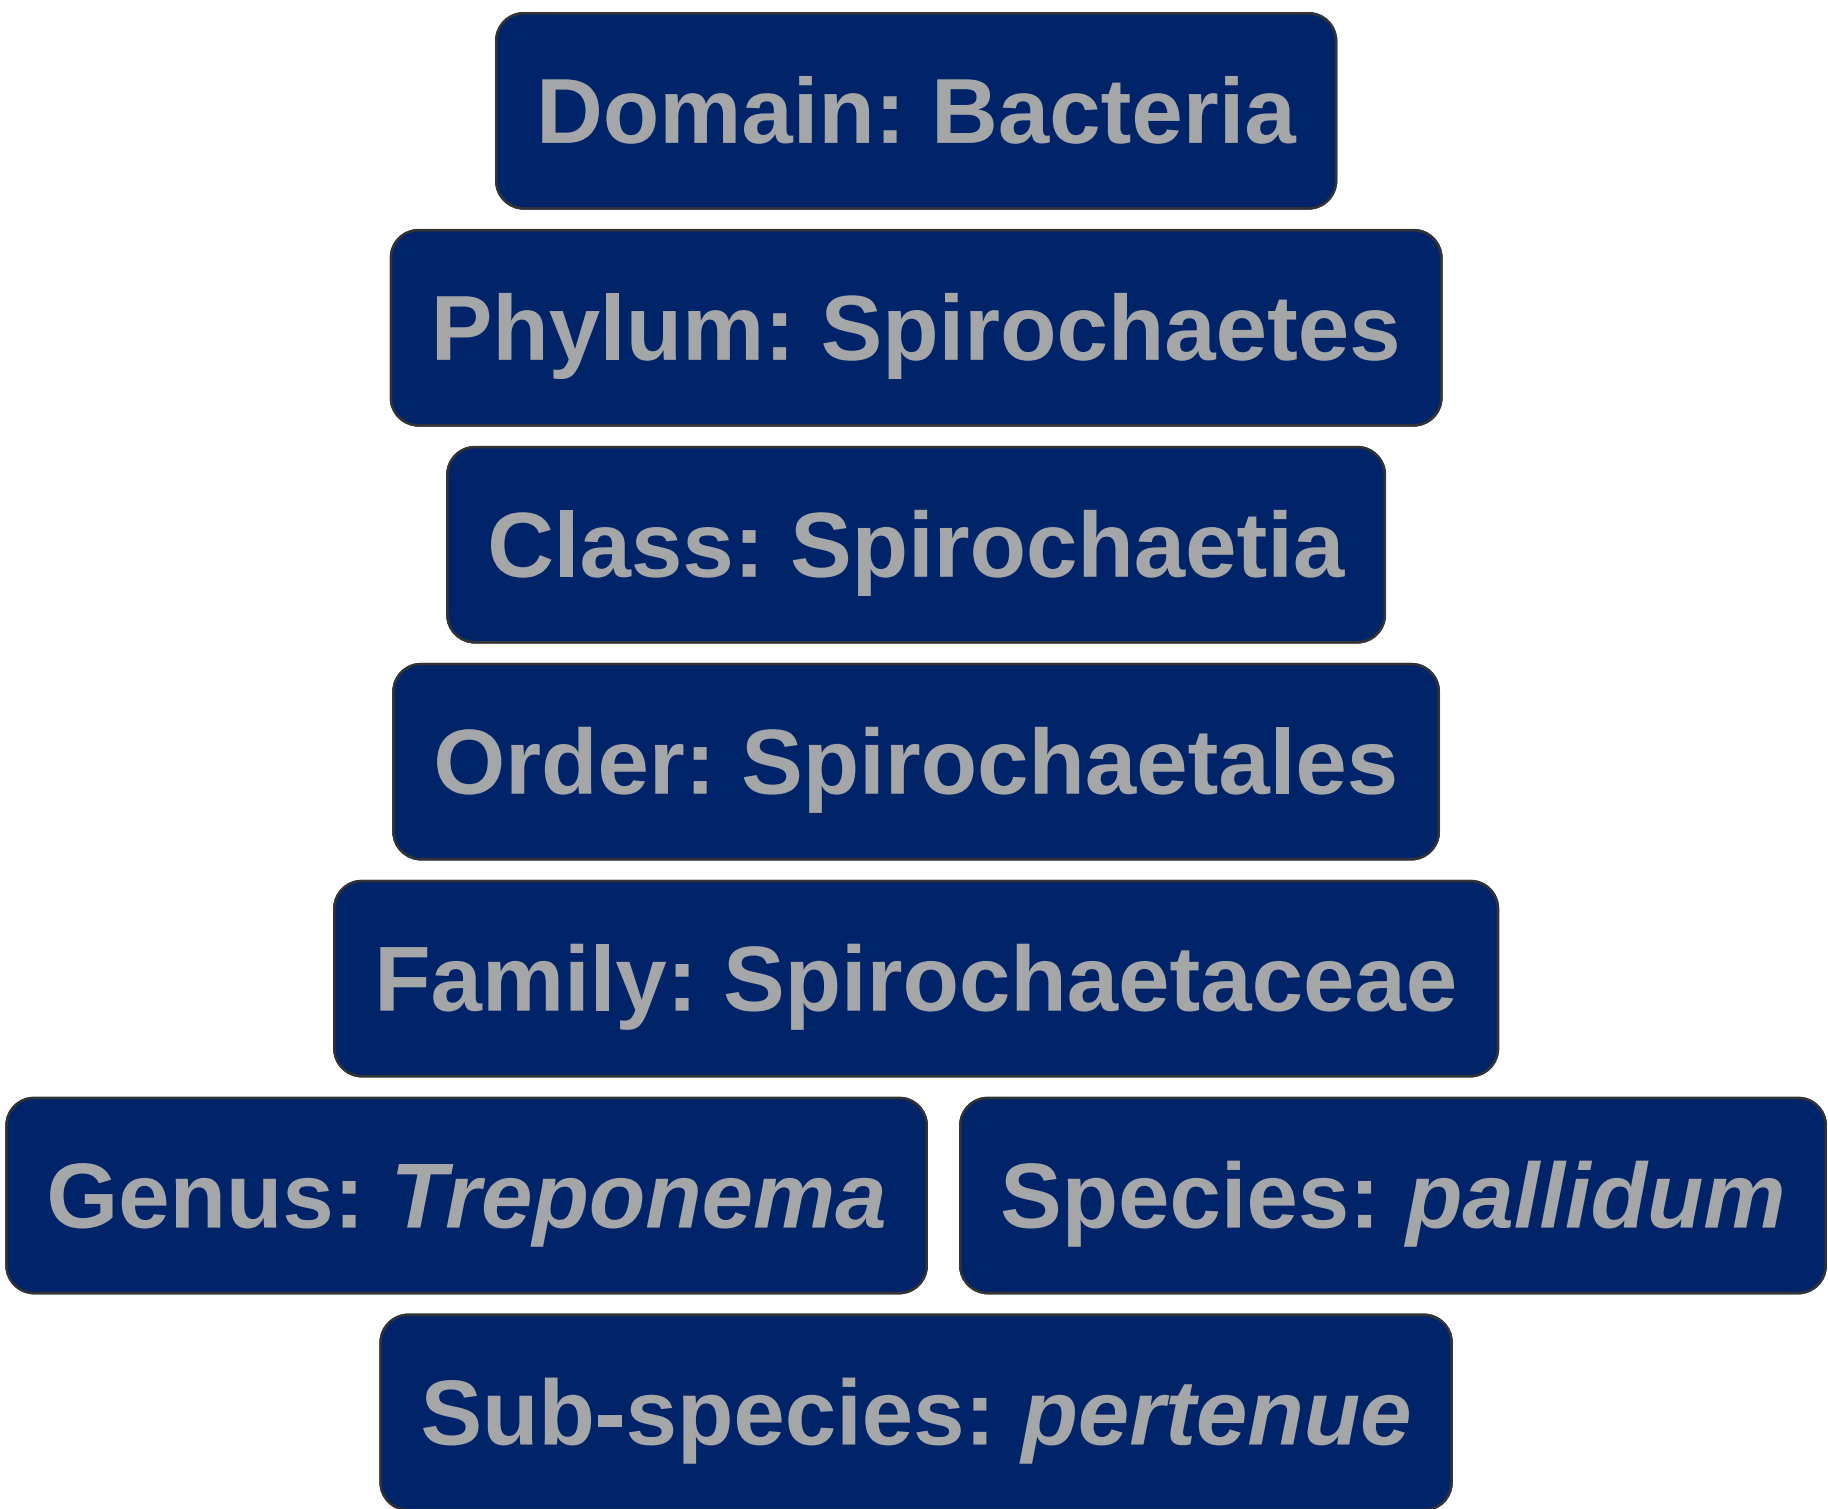 Domain: Bacteria
Phylum: Spirochaetes
Class: Spirochaetia
Order: Spirochaetales
Family: Spirochaetaceae
Genus: Treponema
Species: pallidum
Sub-species: pertenue